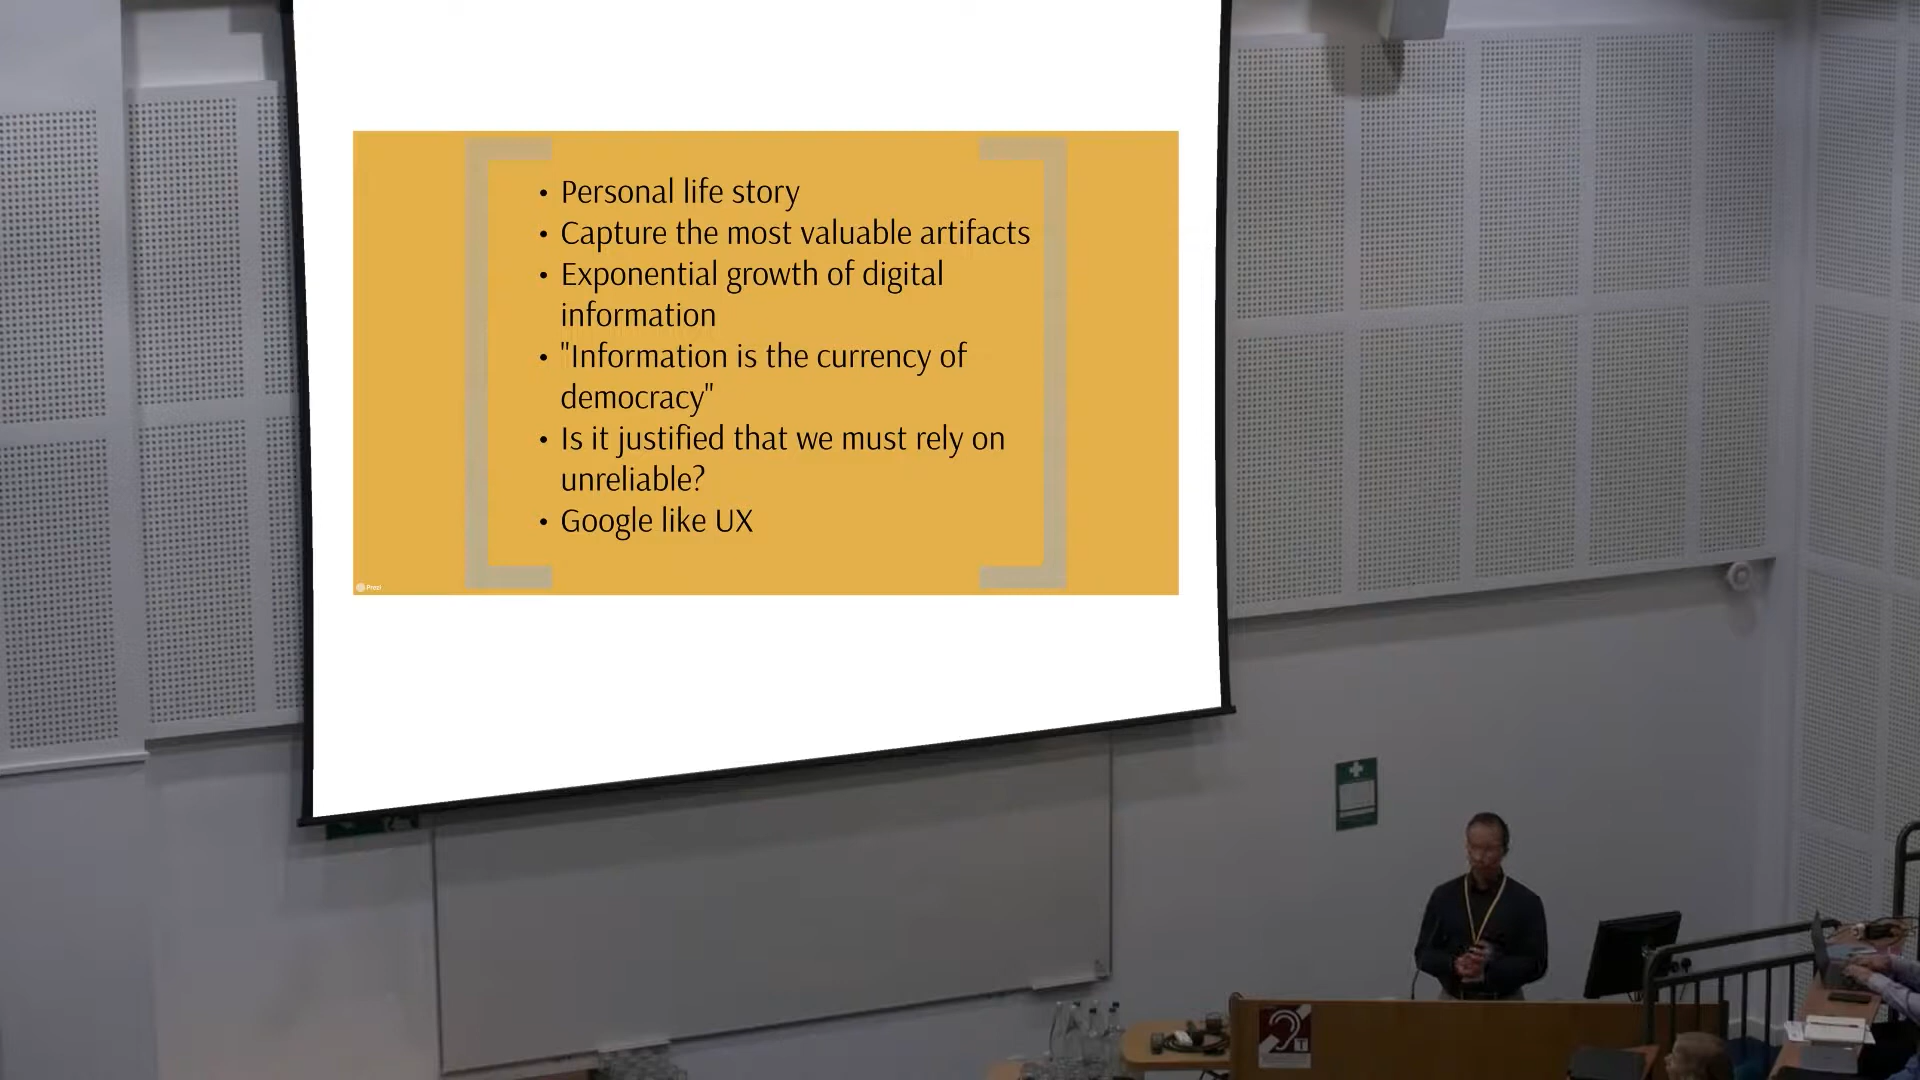 • Personal life story
• Capture the most valuable artifacts
• Exponential growth of digital
information
• "Information is the currency of
democracy"
• Is it justified that we must rely on
unreliable?
• Google like UX
Prezi
T